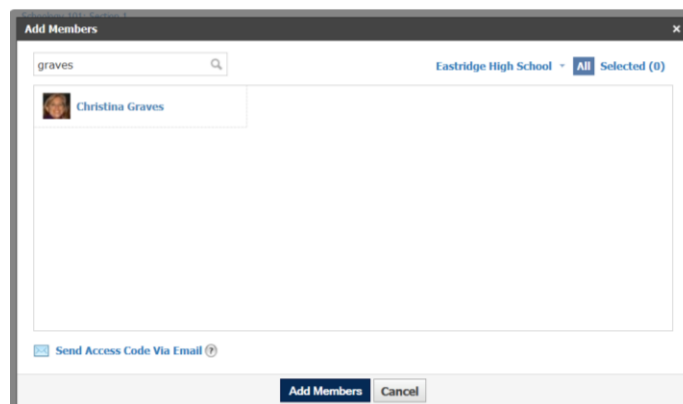 Add Members ×
graves
Eastridge High School All Selected (0)
Christina Graves
Send Access Code Via Email ?
Add Members Cancel